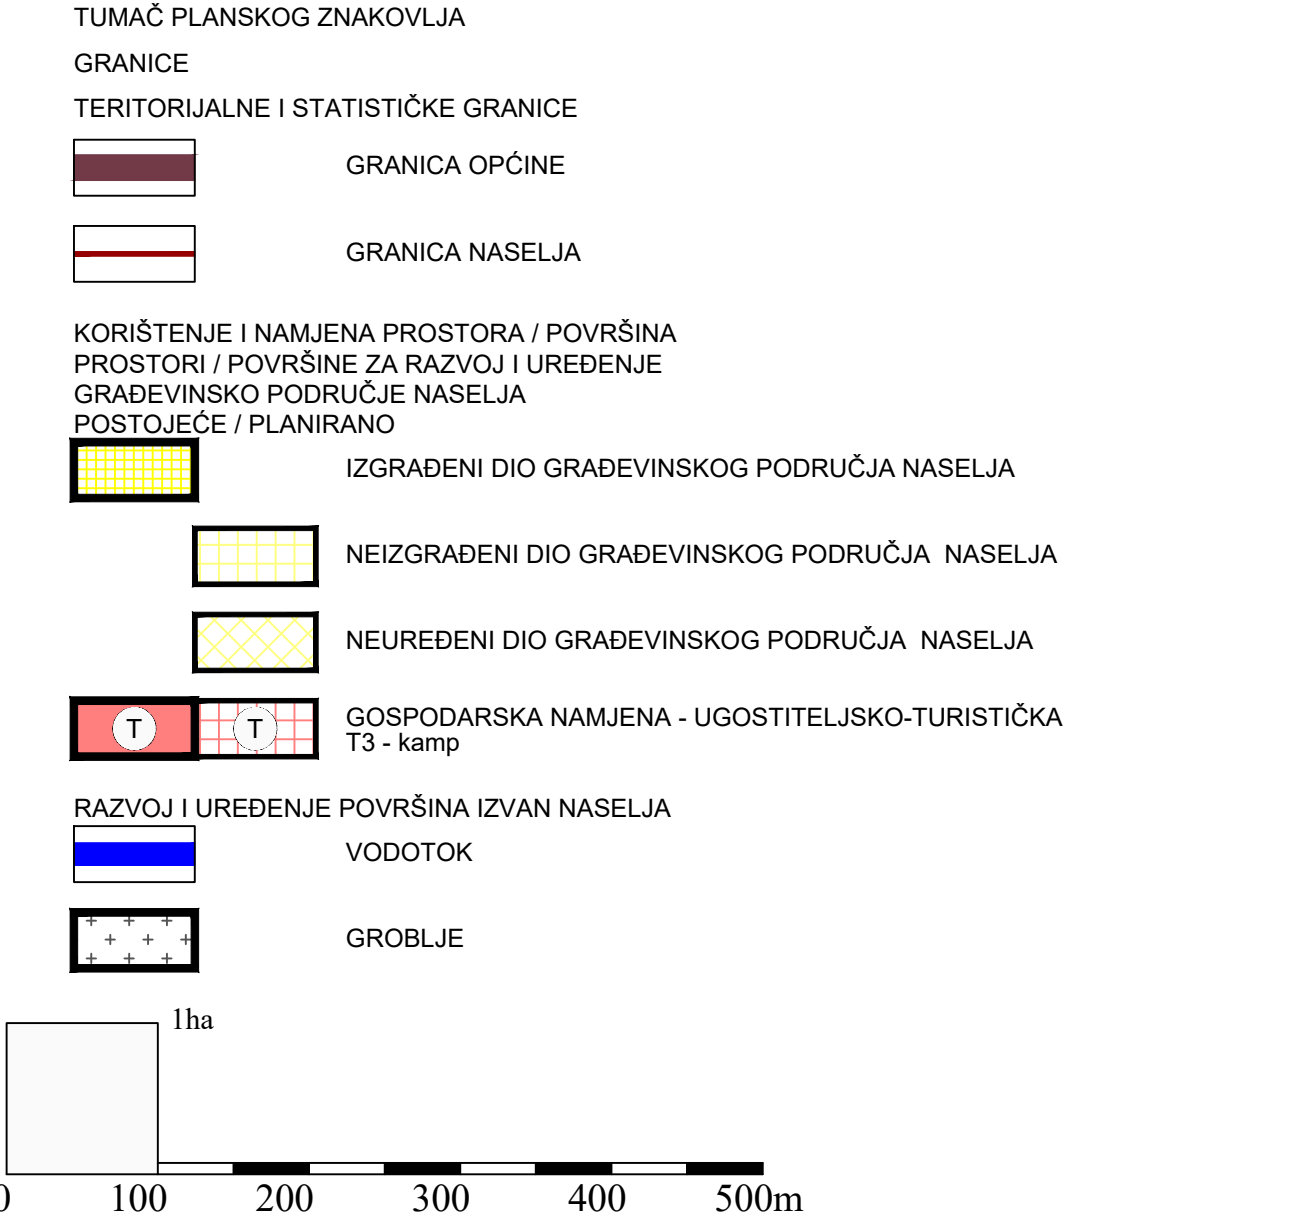 TUMAČ PLANSKOG ZNAKOVLJA
GRANICE
TERITORIJALNE I STATISTIČKE GRANICE
GRANICA OPĆINE
GRANICA NASELJA
KORIŠTENJE I NAMJENA PROSTORA / POVRŠINA
PROSTORI / POVRŠINE ZA RAZVOJ I UREĐENJE
GRAĐEVINSKO PODRUČJE NASELJA
POSTOJEĆE / PLANIRANO
IZGRAĐENI DIO GRAĐEVINSKOG PODRUČJA NASELJA
NEIZGRAĐENI DIO GRAĐEVINSKOG PODRUČJA  NASELJA
NEUREĐENI DIO GRAĐEVINSKOG PODRUČJA  NASELJA
T T GOSPODARSKA NAMJENA - UGOSTITELJSKO-TURISTIČKA
T3 - kamp
RAZVOJ I UREĐENJE POVRŠINA IZVAN NASELJA
VODOTOK
GROBLJE
1ha
0 100 200 300 400 500m